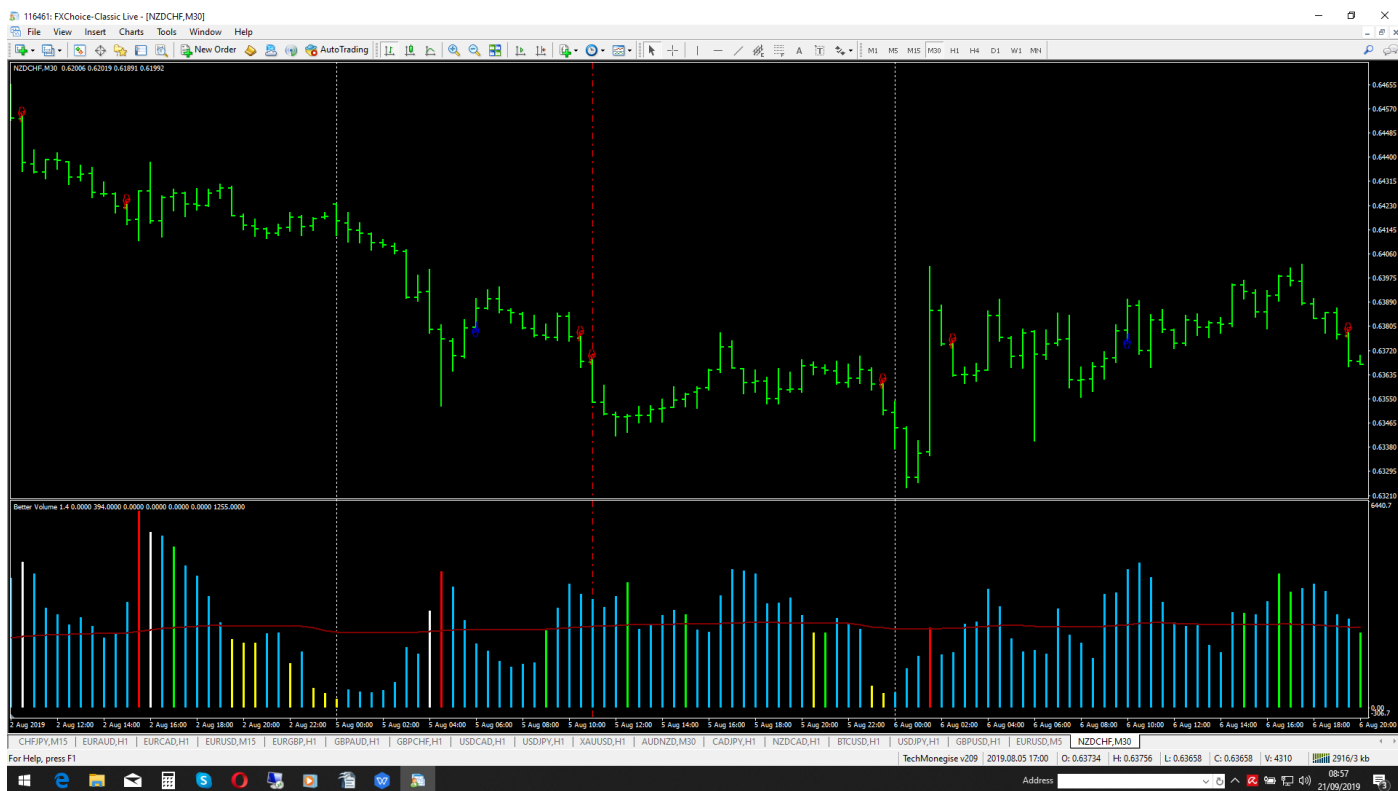 116461: FXChoice-Classic Live - [NZDCHF,M30]
File View Insert Charts Tools Window Help
New Order AutoTrading A T M1 M5 M15 M30 H1 H4 D1 W1 MN
NZDCHF,M30 0.62006 0.62019 0.61891 0.61992
0.64655
0.64570
0.64485
0.64400
0.64315
0.64230
0.64145
0.64060
0.63975
0.63890
0.63805
0.63720
0.63635
0.63550
0.63465
0.63380
0.63295
0.63210
Better Volume 1.4 0.0000 394.0000 0.0000 0.0000 0.0000 0.0000 1255.0000
6440.7
0.00
-306.7
2 Aug 2019 2 Aug 12:00 2 Aug 14:00 2 Aug 16:00 2 Aug 18:00 2 Aug 20:00 2 Aug 22:00 5 Aug 00:00 5 Aug 02:00 5 Aug 04:00 5 Aug 06:00 5 Aug 08:00 5 Aug 10:00 5 Aug 12:00 5 Aug 14:00 5 Aug 16:00 5 Aug 18:00 5 Aug 20:00 5 Aug 22:00 6 Aug 00:00 6 Aug 02:00 6 Aug 04:00 6 Aug 06:00 6 Aug 08:00 6 Aug 10:00 6 Aug 12:00 6 Aug 14:00 6 Aug 16:00 6 Aug 18:00 6 Aug 20:00
CHFJPY,M15 EURAUD,H1 EURCAD,H1 EURUSD,M15 EURGBP,H1 GBPAUD,H1 GBPCHF,H1 USDCAD,H1 USDJPY,H1 XAUUSD,H1 AUDNZD,M30 CADJPY,H1 NZDCAD,H1 BTCUSD,H1 USDJPY,H1 GBPUSD,H1 EURUSD,M5 NZDCHF,M30
For Help, press F1 TechMonegise v209 2019.08.05 17:00 O: 0.63734 H: 0.63756 L: 0.63658 C: 0.63658 V: 4310 2916/3 kb
Address 08:57
21/09/2019